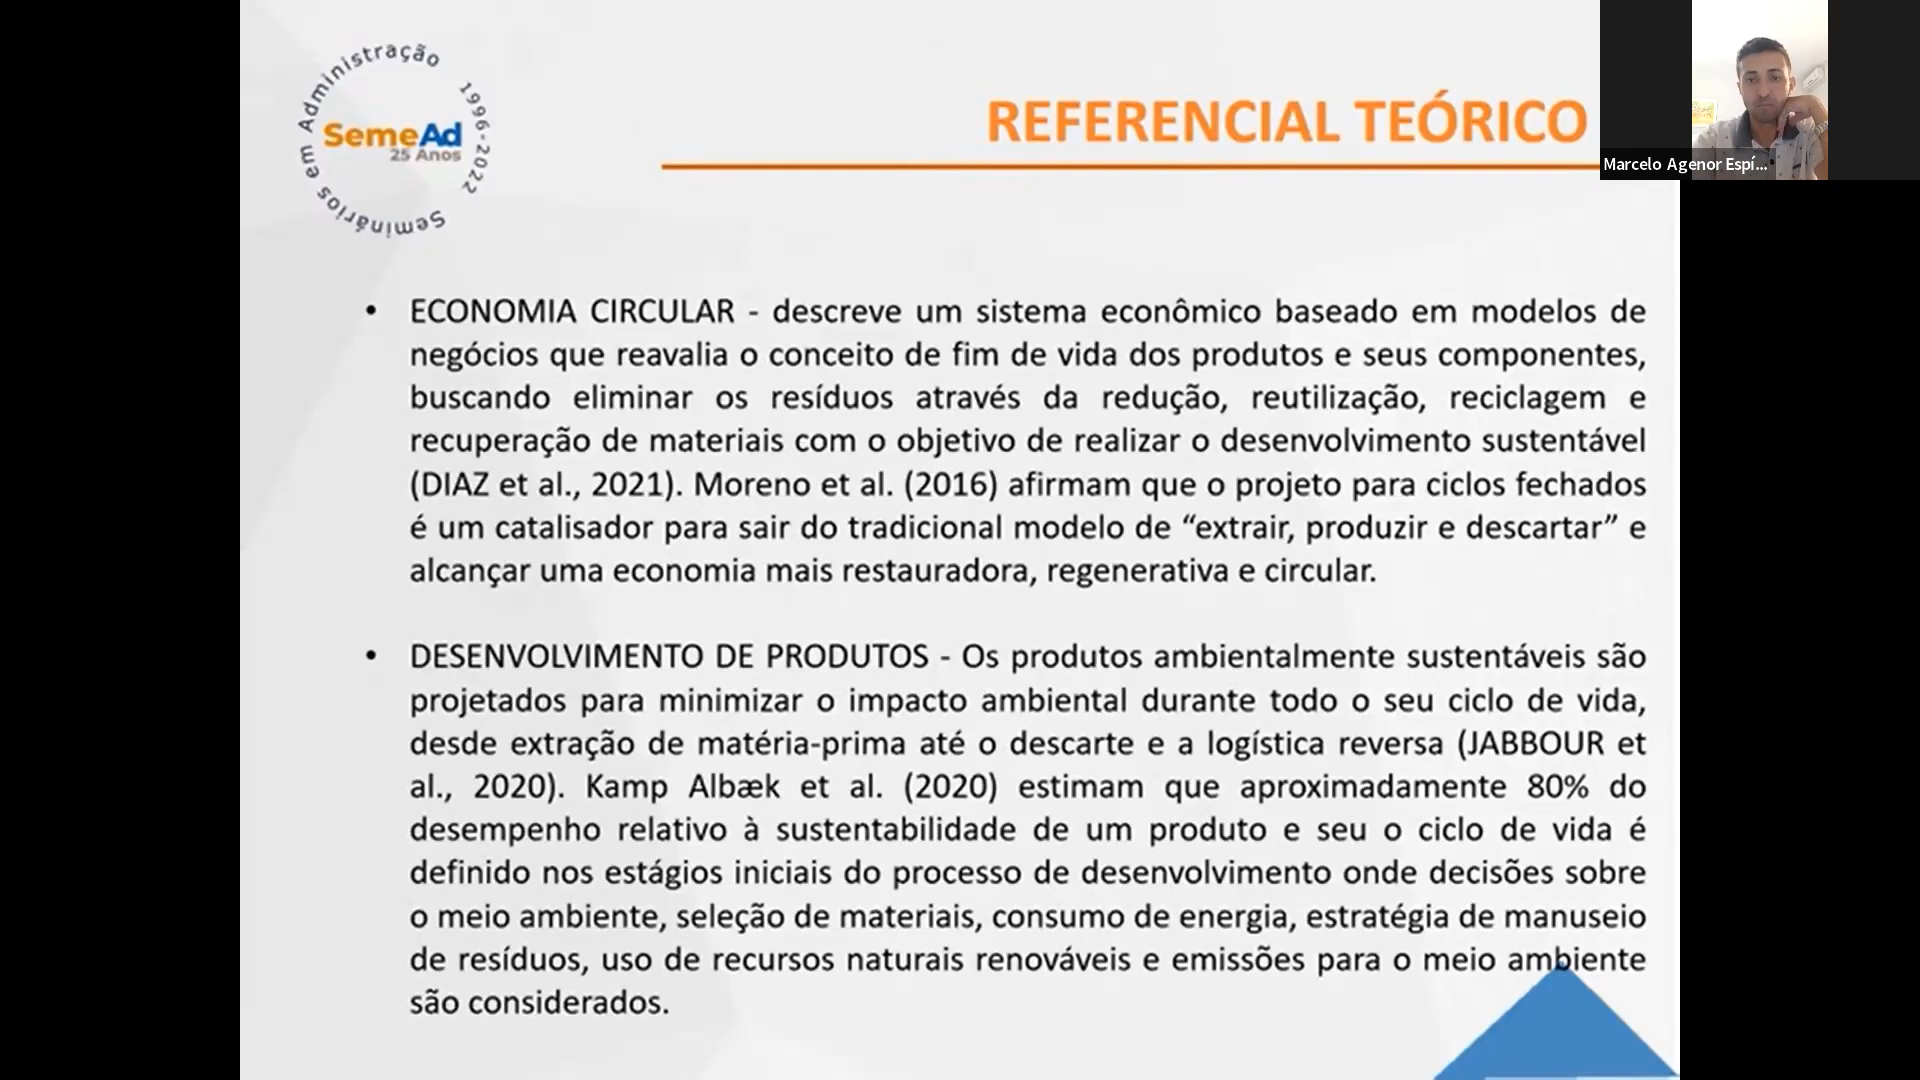 Seminários em Administração 1996-2022
SemeAd
25 Anos
REFERENCIAL TEÓRICO
Marcelo Agenor Espí...
• ECONOMIA CIRCULAR - descreve um sistema econômico baseado em modelos de
negócios que reavalia o conceito de fim de vida dos produtos e seus componentes,
buscando eliminar os resíduos através da redução, reutilização, reciclagem e
recuperação de materiais com o objetivo de realizar o desenvolvimento sustentável
(DIAZ et al., 2021). Moreno et al. (2016) afirmam que o projeto para ciclos fechados
é um catalisador para sair do tradicional modelo de “extrair, produzir e descartar” e
alcançar uma economia mais restauradora, regenerativa e circular.
• DESENVOLVIMENTO DE PRODUTOS - Os produtos ambientalmente sustentáveis são
projetados para minimizar o impacto ambiental durante todo o seu ciclo de vida,
desde extração de matéria-prima até o descarte e a logística reversa (JABBOUR et
al., 2020). Kamp Albæk et al. (2020) estimam que aproximadamente 80% do
desempenho relativo à sustentabilidade de um produto e seu o ciclo de vida é
definido nos estágios iniciais do processo de desenvolvimento onde decisões sobre
o meio ambiente, seleção de materiais, consumo de energia, estratégia de manuseio
de resíduos, uso de recursos naturais renováveis e emissões para o meio ambiente
são considerados.